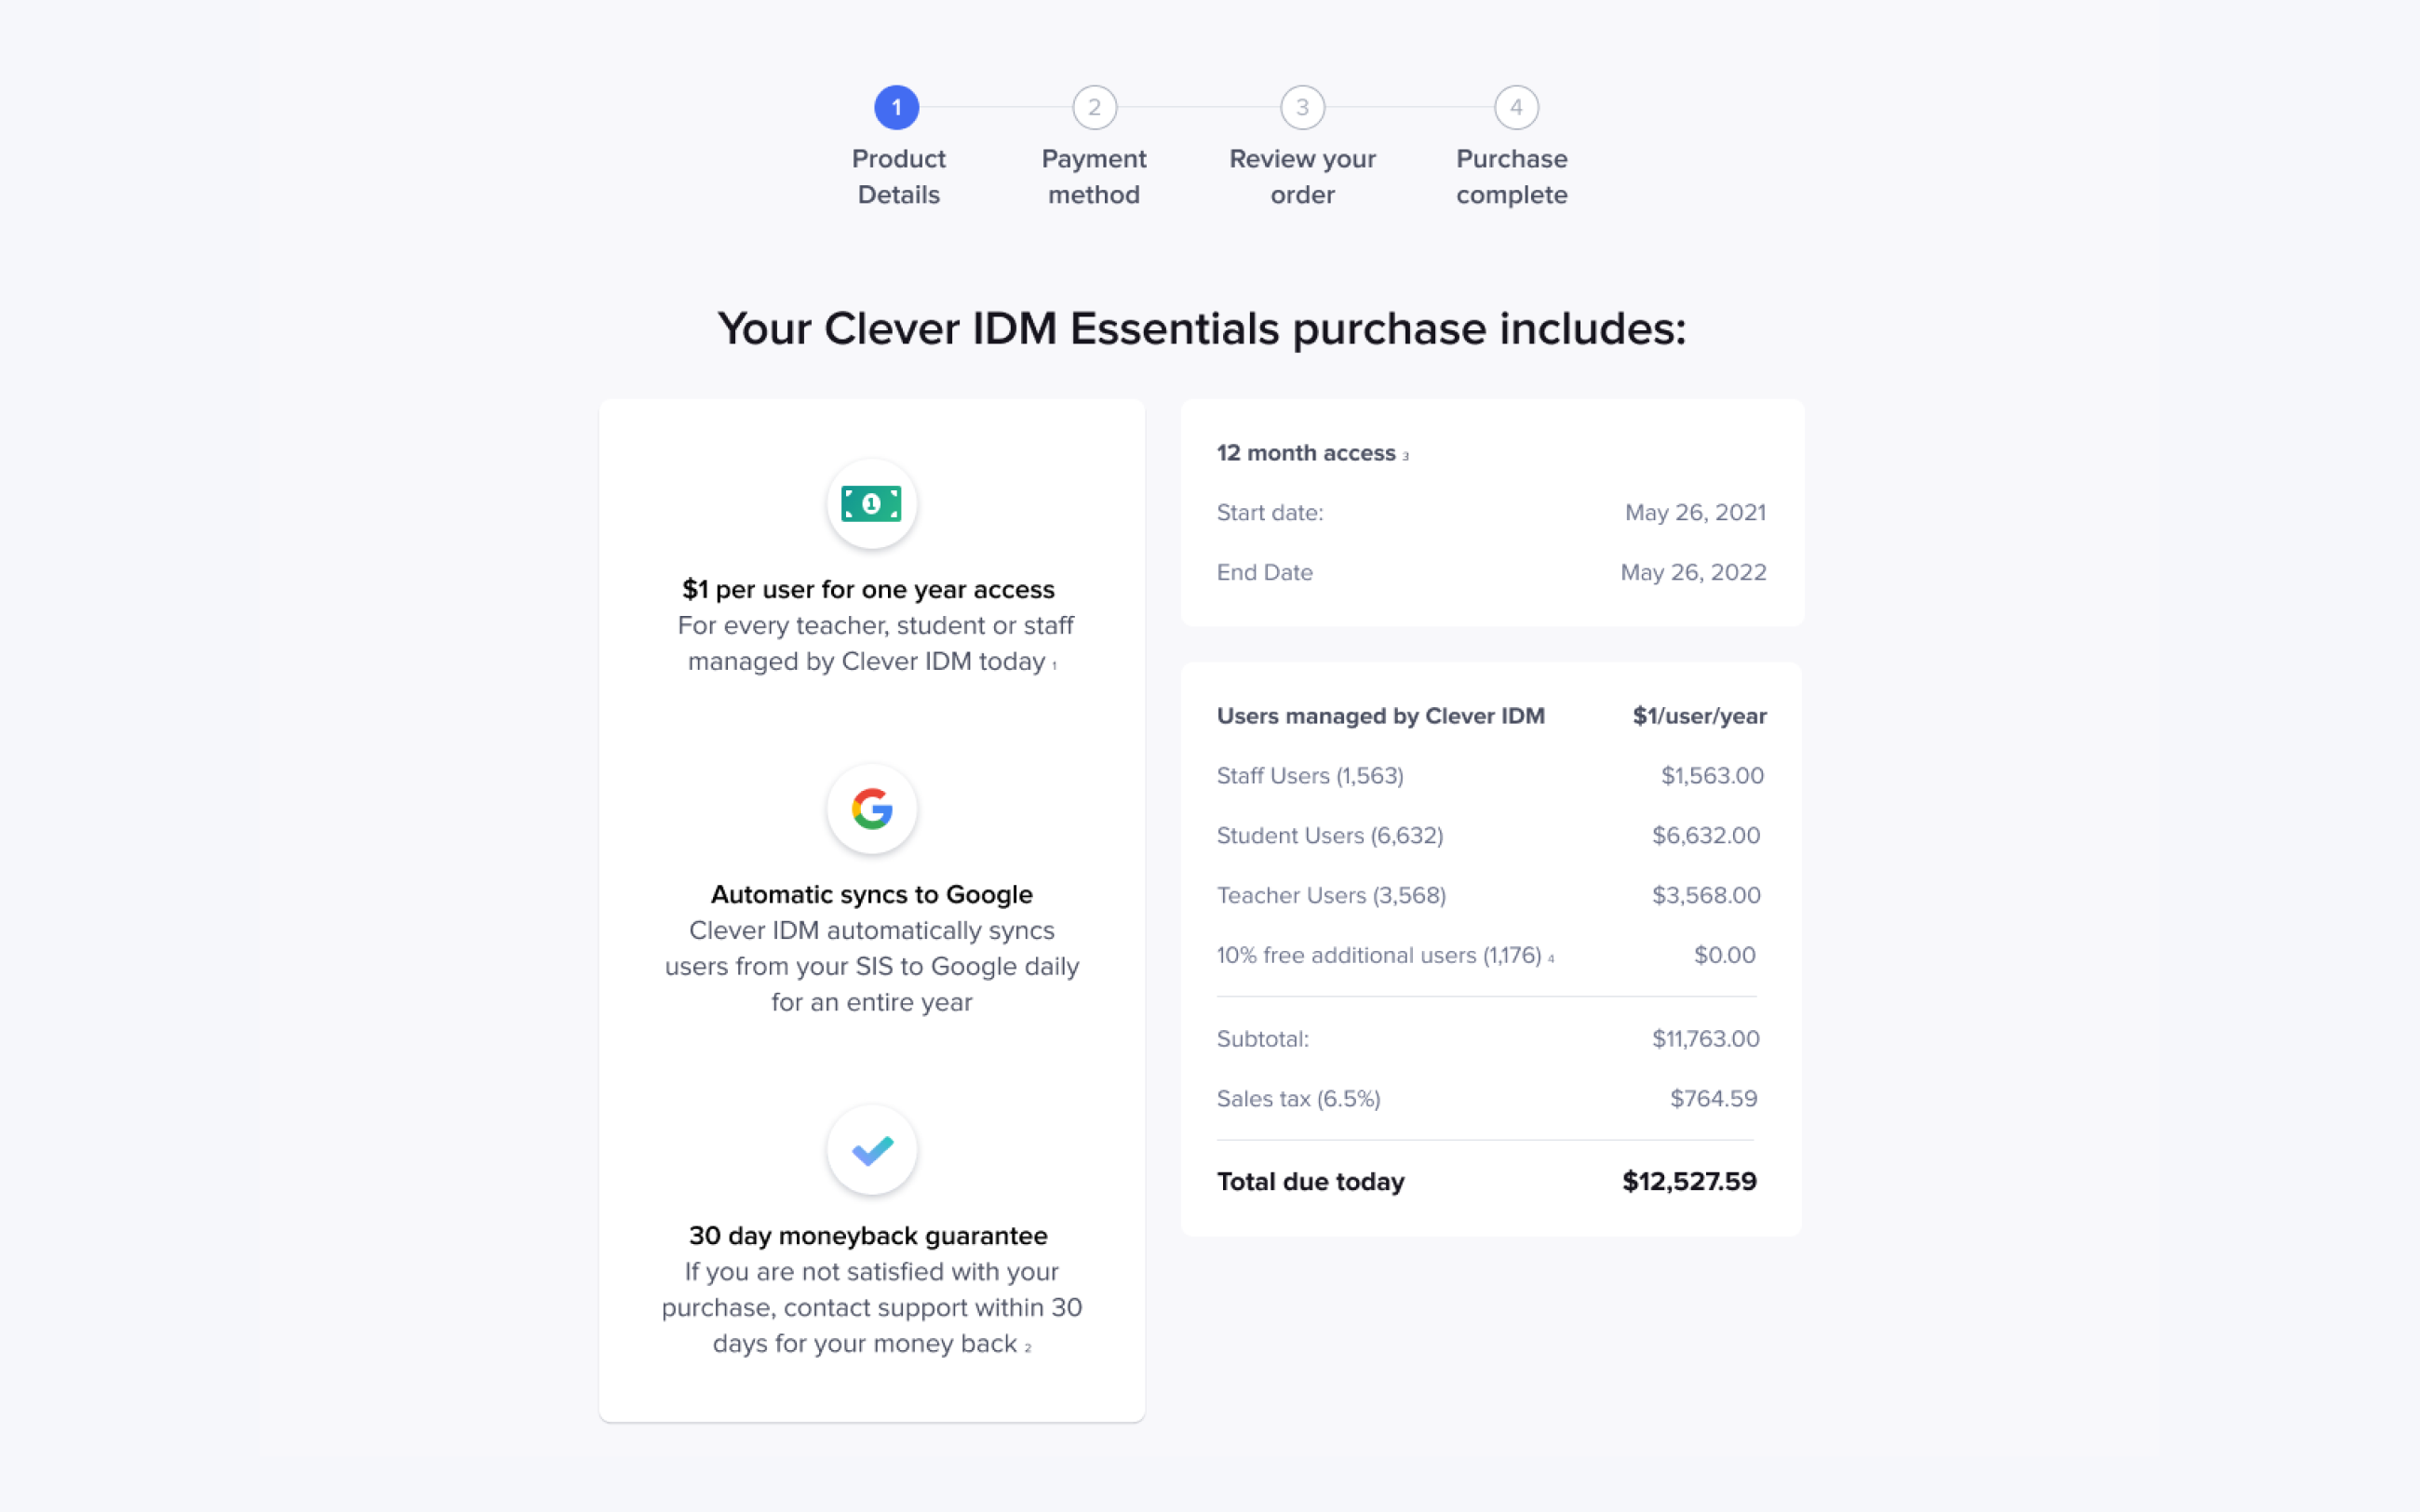 1
2
3
4
Product
Details
Payment
method
Review your
order
Purchase
complete
Your Clever IDM Essentials purchase includes:
1
$1 per user for one year access
For every teacher, student or staff
managed by Clever IDM today 1
G
Automatic syncs to Google
Clever IDM automatically syncs
users from your SIS to Google daily
for an entire year
30 day moneyback guarantee
If you are not satisfied with your
purchase, contact support within 30
days for your money back 2
12 month access 3
Start date: May 26, 2021
End Date May 26, 2022
Users managed by Clever IDM $1/user/year
Staff Users (1,563) $1,563.00
Student Users (6,632) $6,632.00
Teacher Users (3,568) $3,568.00
10% free additional users (1,176) 4 $0.00
Subtotal: $11,763.00
Sales tax (6.5%) $764.59
Total due today $12,527.59